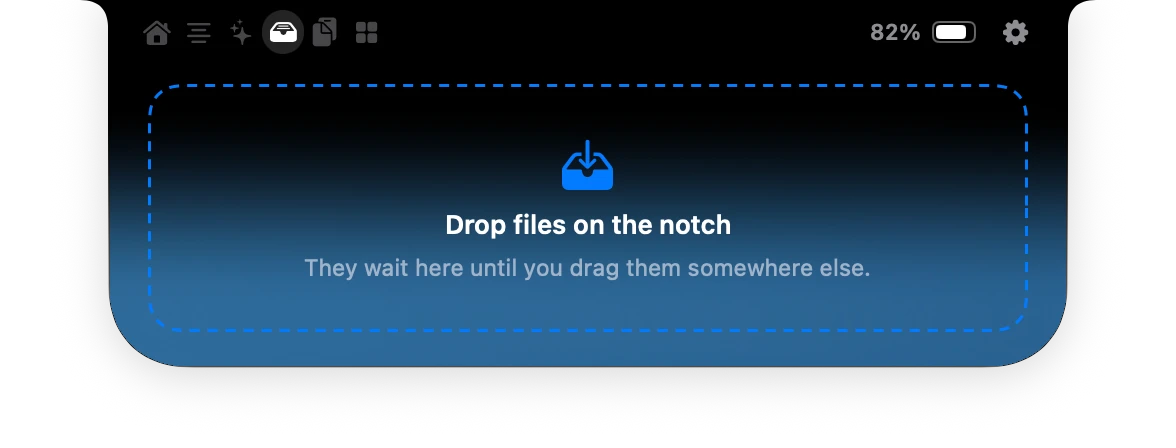 82%
Drop files on the notch
They wait here until you drag them somewhere else.